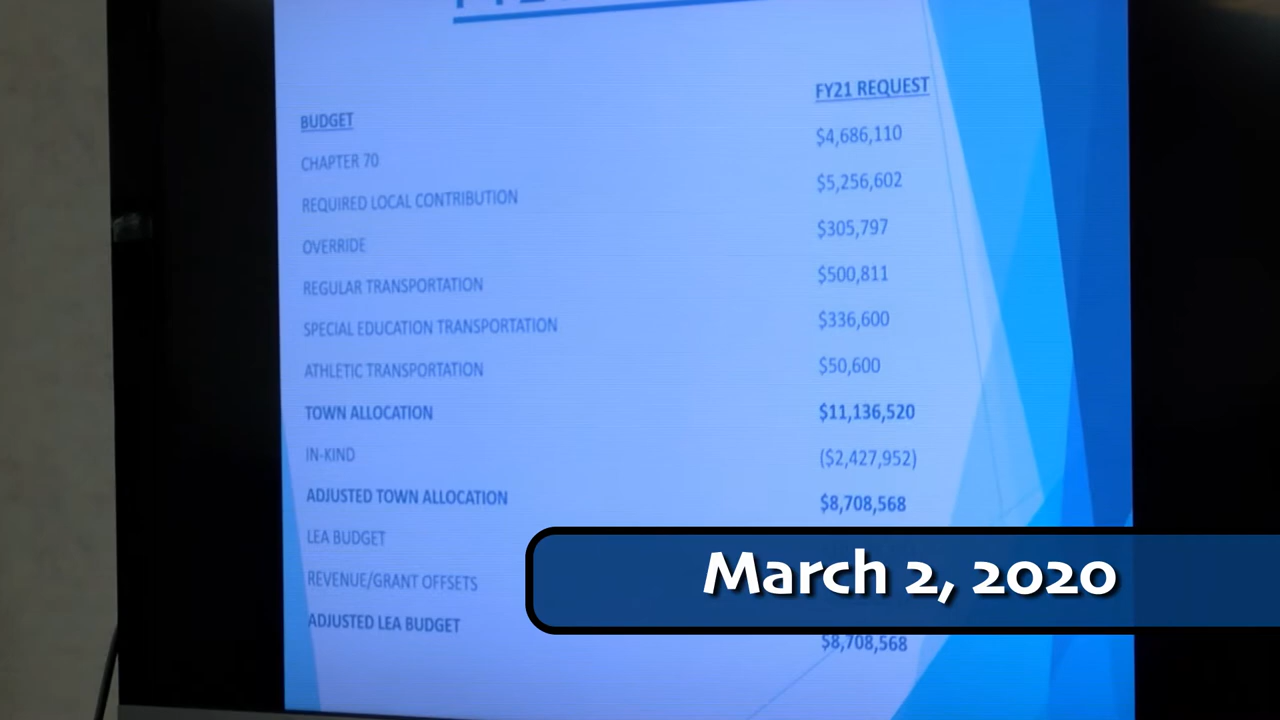 FY21 REQUEST
BUDGET
CHAPTER 70 $4,686,110
REQUIRED LOCAL CONTRIBUTION $5,256,602
OVERRIDE $305,797
REGULAR TRANSPORTATION $500,811
SPECIAL EDUCATION TRANSPORTATION $336,600
ATHLETIC TRANSPORTATION $50,600
TOWN ALLOCATION $11,136,520
IN-KIND ($2,427,952)
ADJUSTED TOWN ALLOCATION $8,708,568
LEA BUDGET
REVENUE/GRANT OFFSETS
March 2, 2020
ADJUSTED LEA BUDGET $8,708,568